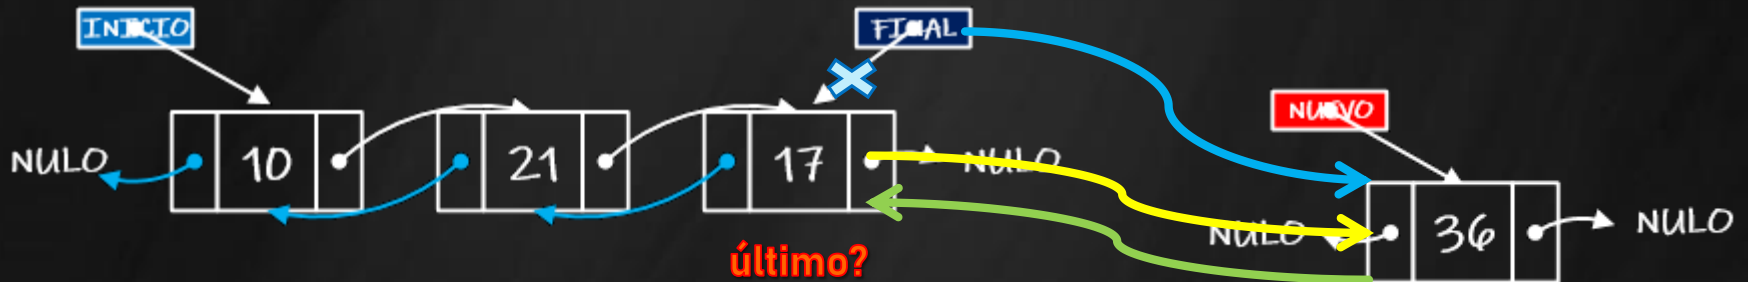 INICIO
FINAL
NUEVO
NULO
10
21
17
NULO
NULO
36
NULO
último?